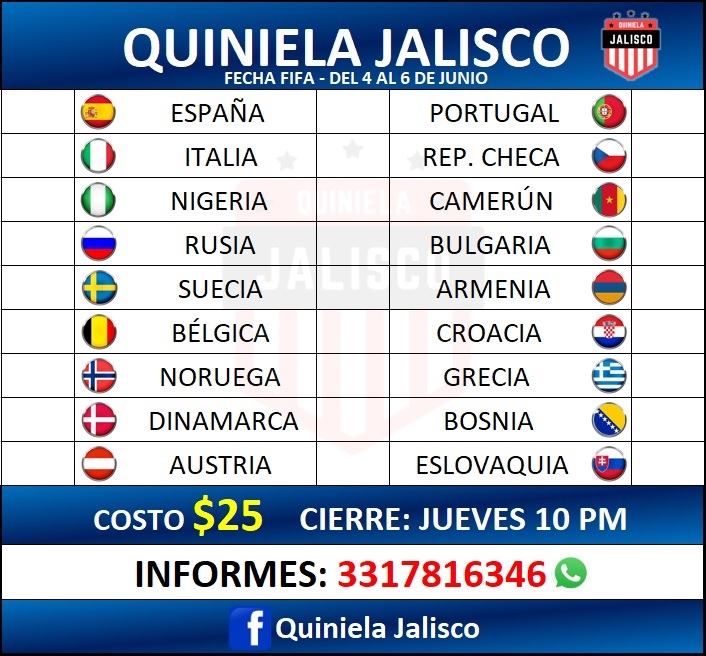 QUINIELA JALISCO
QUINIELA
JALISCO
FECHA FIFA - DEL 4 AL 6 DE JUNIO
ESPAÑA PORTUGAL
ITALIA REP. CHECA
NIGERIA CAMERÚN
QUINIELA
RUSIA BULGARIA
JALISCO
SUECIA ARMENIA
BÉLGICA CROACIA
NORUEGA GRECIA
DINAMARCA BOSNIA
AUSTRIA ESLOVAQUIA
COSTO $25 CIERRE: JUEVES 10 PM
INFORMES: 3317816346
f Quiniela Jalisco